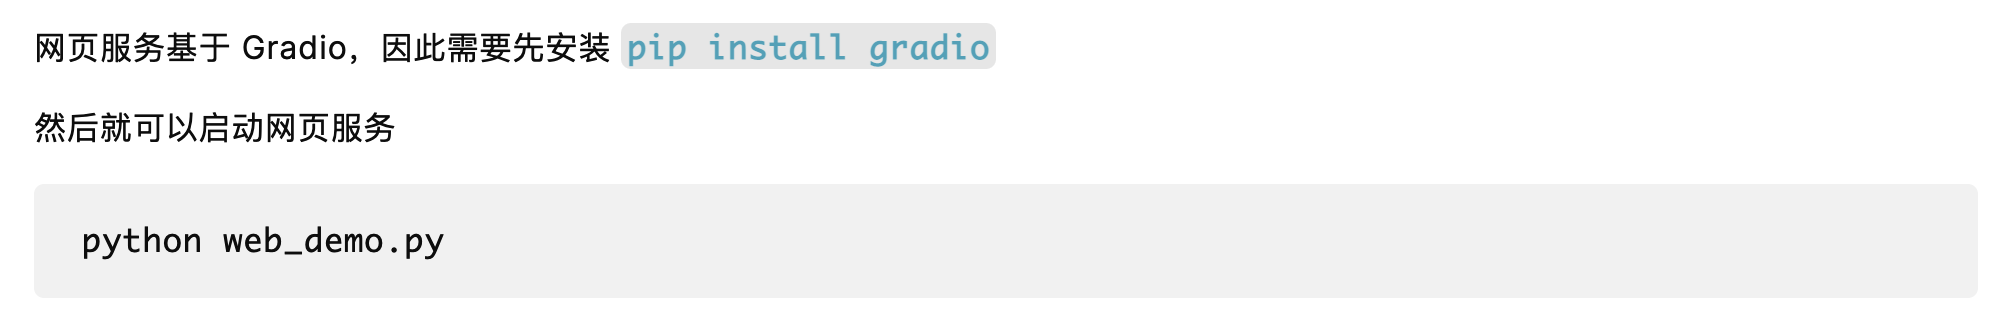 网页服务基于 Gradio，因此需要先安装 pip install gradio
然后就可以启动网页服务
python web_demo.py